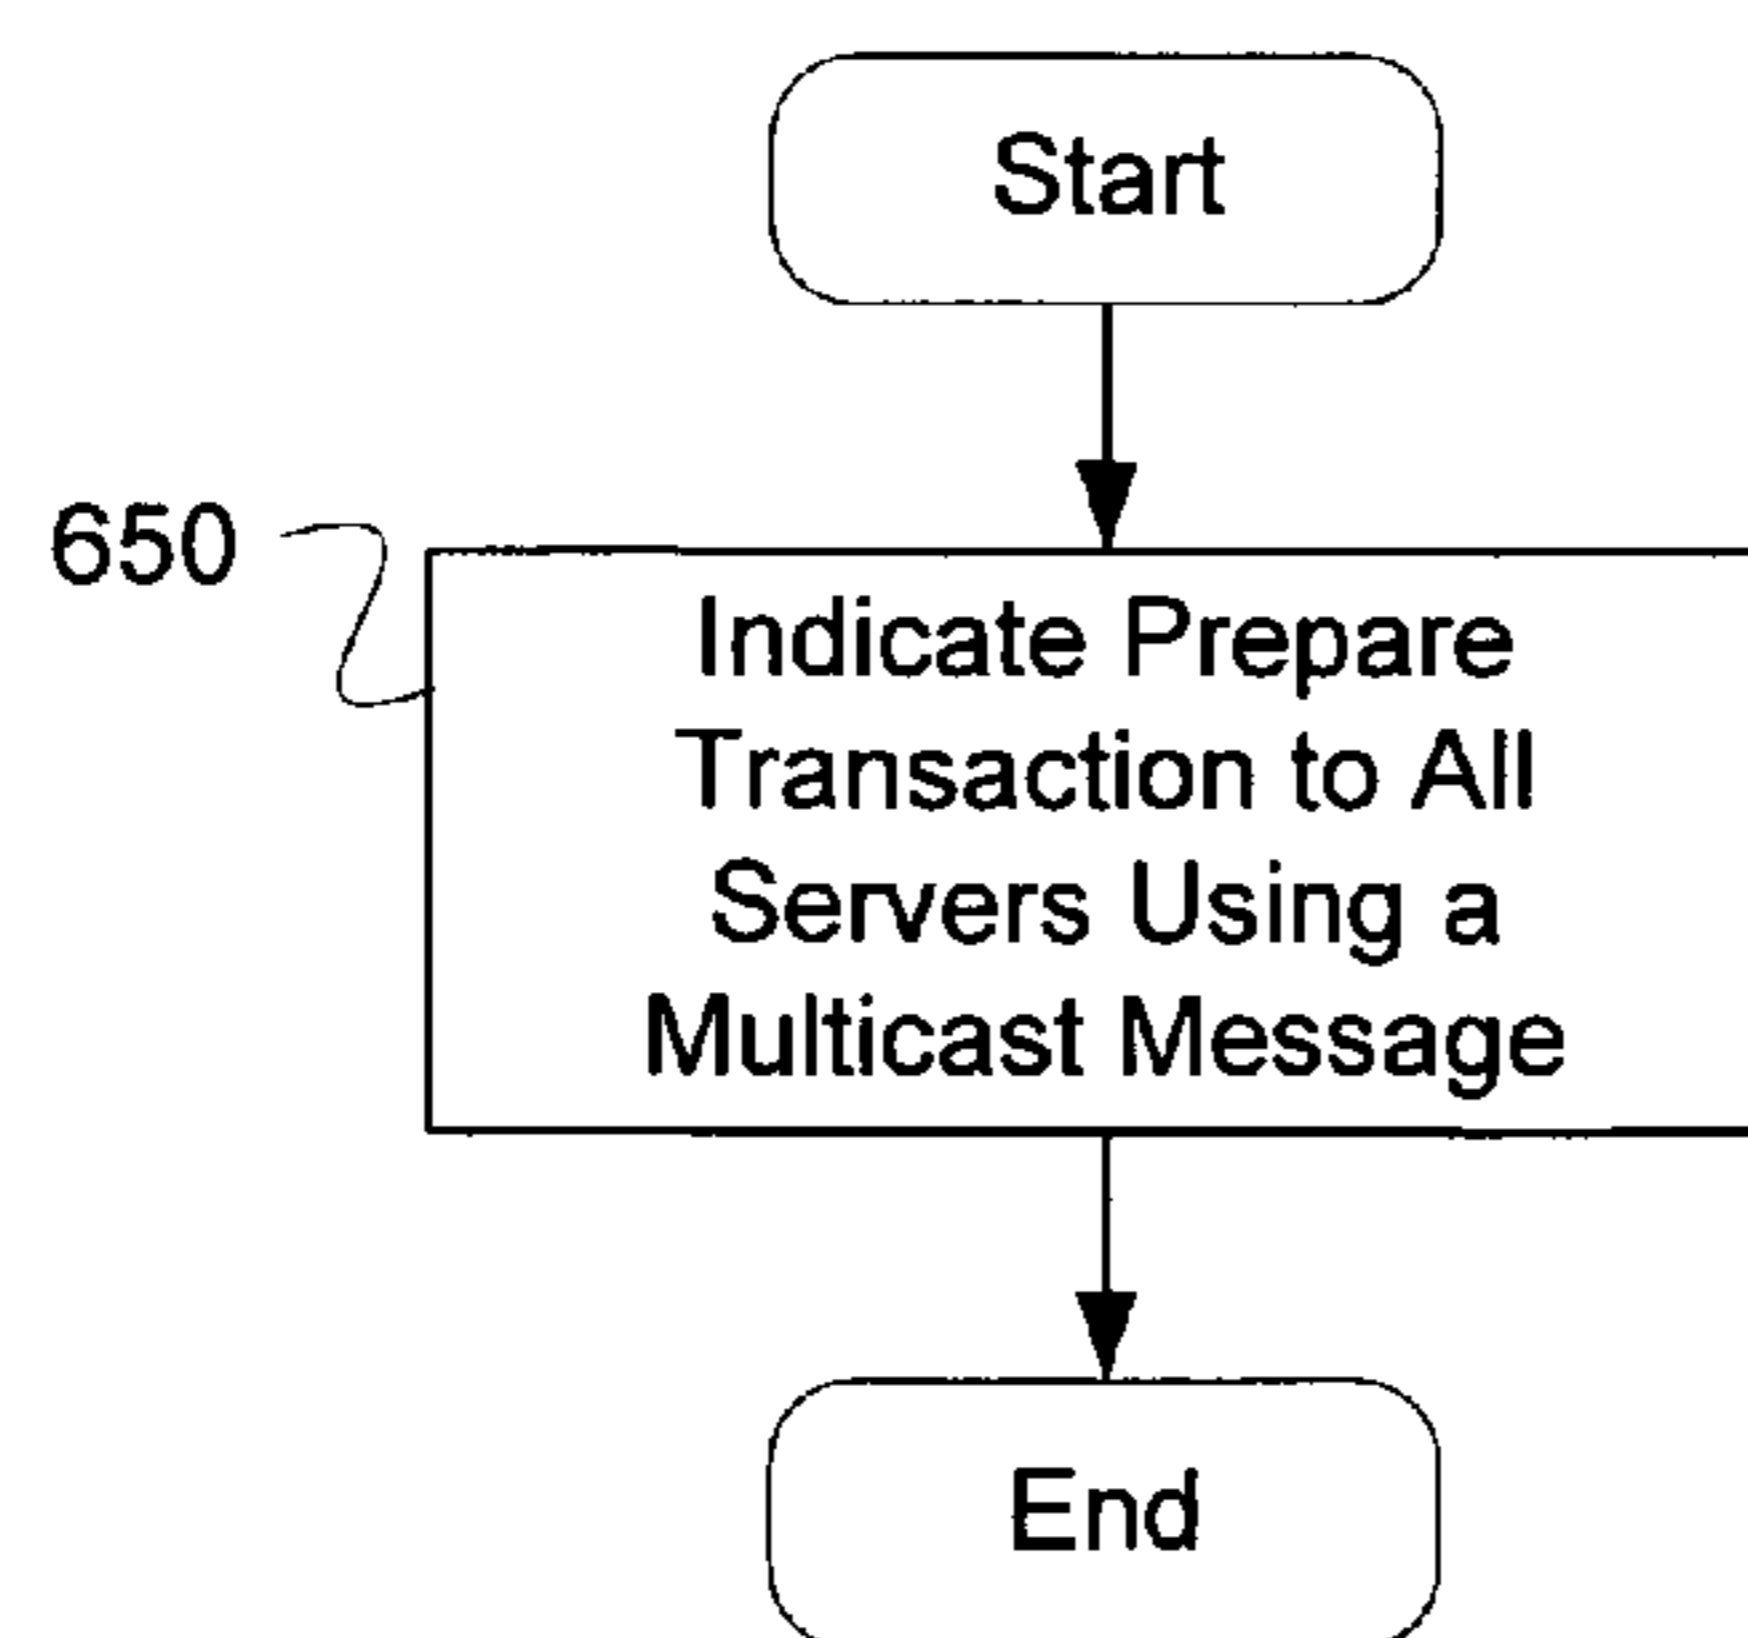 Start
650
Indicate Prepare
Transaction to All
Servers Using a
Multicast Message
End